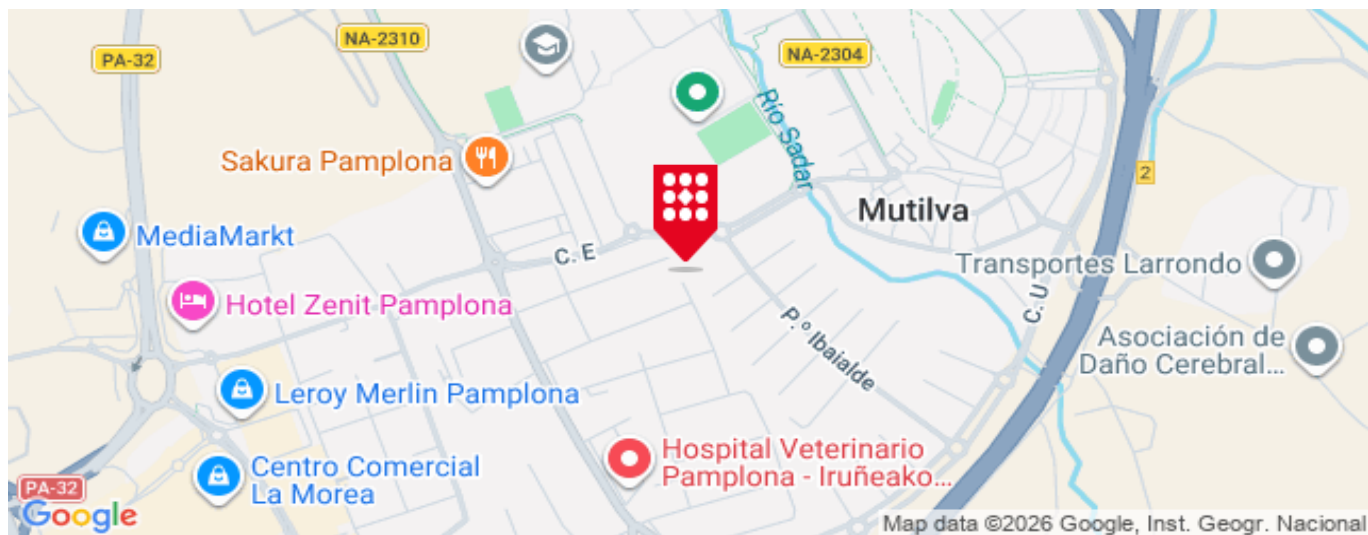 NA-2310
PA-32
NA-2304
Río Sadar
Sakura Pamplona
2
Mutilva
MediaMarkt
C. E
Transportes Larrondo
Hotel Zenit Pamplona
C. U
P.º Ibaialde
Asociación de
Daño Cerebral...
Leroy Merlin Pamplona
Hospital Veterinario
Pamplona - Iruñeako...
Centro Comercial
La Morea
PA-32
Google
Map data ©2026 Google, Inst. Geogr. Nacional